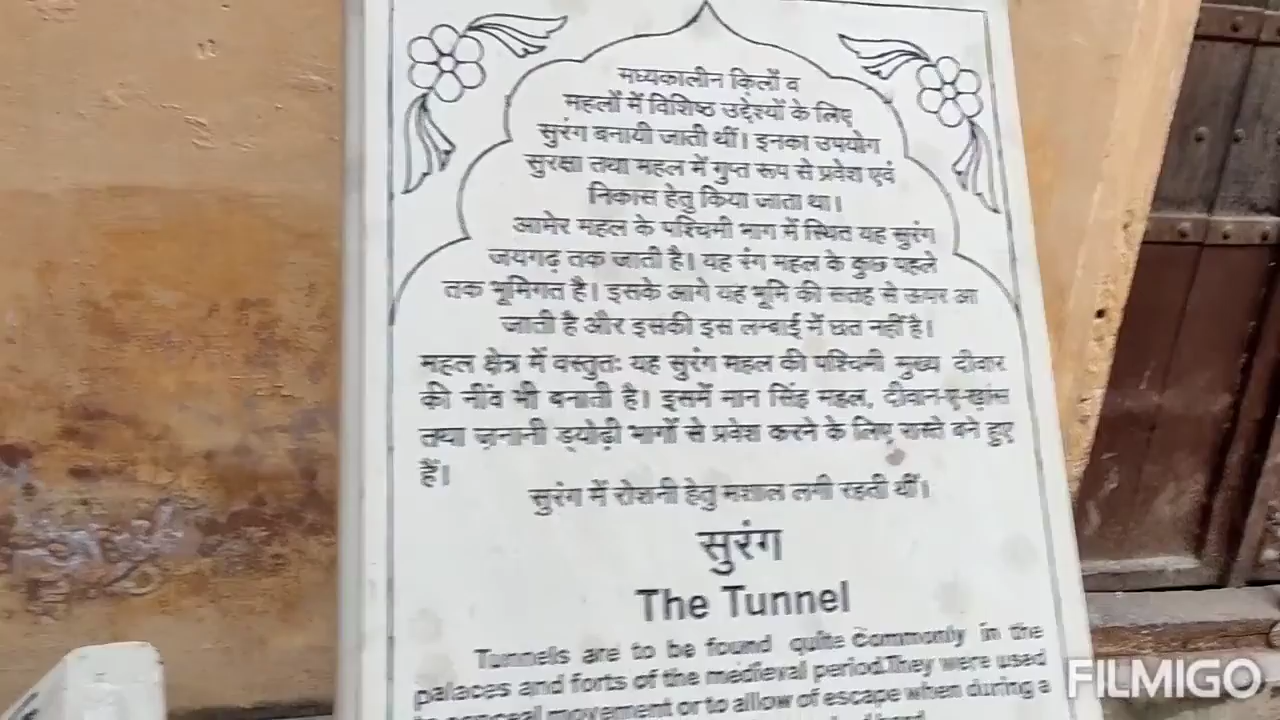 मध्यकालीन क़िलों व
महलों में विशिष्ठ उद्देश्यों के लिए
सुरंग बनायी जाती थीं। इनका उपयोग
सुरक्षा तथा महल में गुप्त रूप से प्रवेश एवं
निकास हेतु किया जाता था।
आमेर महल के पश्चिमी भाग में स्थित यह सुरंग
जयगढ़ तक जाती है। यह रंग महल के कुछ पहले
तक भूमिगत है। इसके आगे यह भूमि की सतह से ऊपर आ
जाती है और इसकी इस लम्बाई में छत नहीं है।
महल क्षेत्र में वस्तुतः यह सुरंग महल की पश्चिमी मुख्य दीवार
की नींव भी बनाती है। इसमें मान सिंह महल, दीवान-ए-ख़ास
तथा ज़नानी ड्योढ़ी भागों से प्रवेश करने के लिए रास्ते बने हुए
हैं।
सुरंग में रोशनी हेतु मशाल लगी रहती थीं।
सुरंग
The Tunnel
Tunnels are to be found quite Commonly in the
palaces and forts of the medieval period.They were used
conceal movement or to allow of escape when during a
FILMIGO